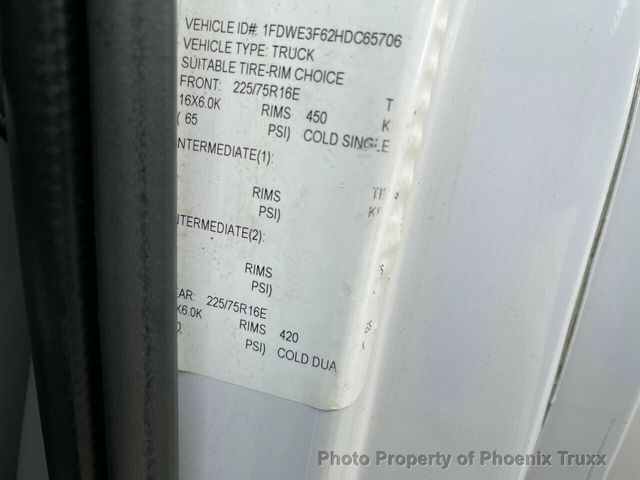 VEHICLE ID#: 1FDWE3F62HDC65706
VEHICLE TYPE: TRUCK
SUITABLE TIRE-RIM CHOICE
FRONT: 225/75R16E T
16X6.0K RIMS 450 K
( 65 PSI) COLD SINGLE
NTERMEDIATE(1):
RIMS
PSI)
NTERMEDIATE(2):
RIMS
PSI)
EAR: 225/75R16E
X6.0K RIMS 420
) PSI) COLD DUA
Photo Property of Phoenix Truxx